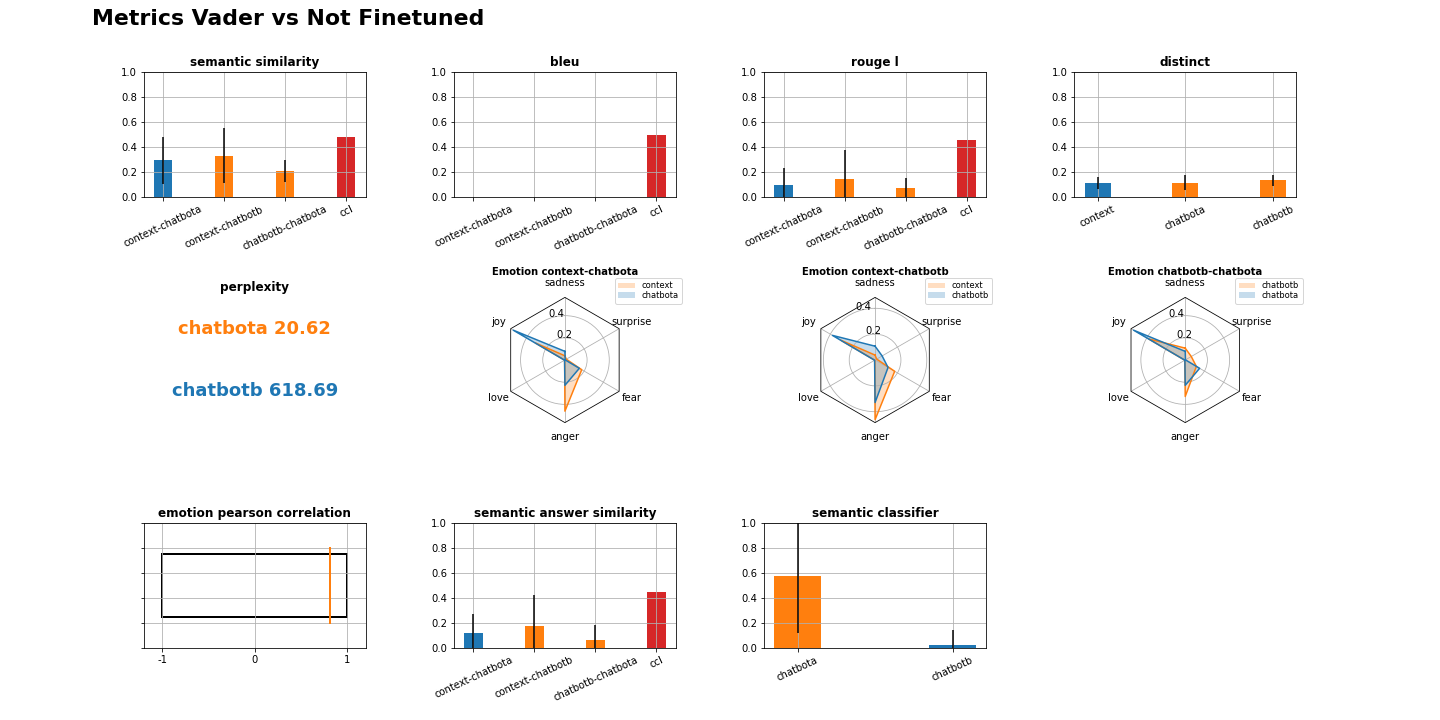 Metrics Vader vs Not Finetuned
semantic similarity
1.0
0.8
0.6
0.4
0.2
0.0
context-chatbota
context-chatbotb
chatbotb-chatbota
ccl
bleu
1.0
0.8
0.6
0.4
0.2
0.0
context-chatbota
context-chatbotb
chatbotb-chatbota
ccl
rouge l
1.0
0.8
0.6
0.4
0.2
0.0
context-chatbota
context-chatbotb
chatbotb-chatbota
ccl
distinct
1.0
0.8
0.6
0.4
0.2
0.0
context
chatbota
chatbotb
perplexity
chatbota 20.62
chatbotb 618.69
Emotion context-chatbota
sadness
context
chatbota
joy
0.4
surprise
0.2
love
fear
anger
Emotion context-chatbotb
sadness
context
chatbotb
0.4
joy
surprise
0.2
love
fear
anger
Emotion chatbotb-chatbota
sadness
chatbotb
chatbota
0.4
joy
surprise
0.2
love
fear
anger
emotion pearson correlation
-1
0
1
semantic answer similarity
1.0
0.8
0.6
0.4
0.2
0.0
context-chatbota
context-chatbotb
chatbotb-chatbota
ccl
semantic classifier
1.0
0.8
0.6
0.4
0.2
0.0
chatbota
chatbotb